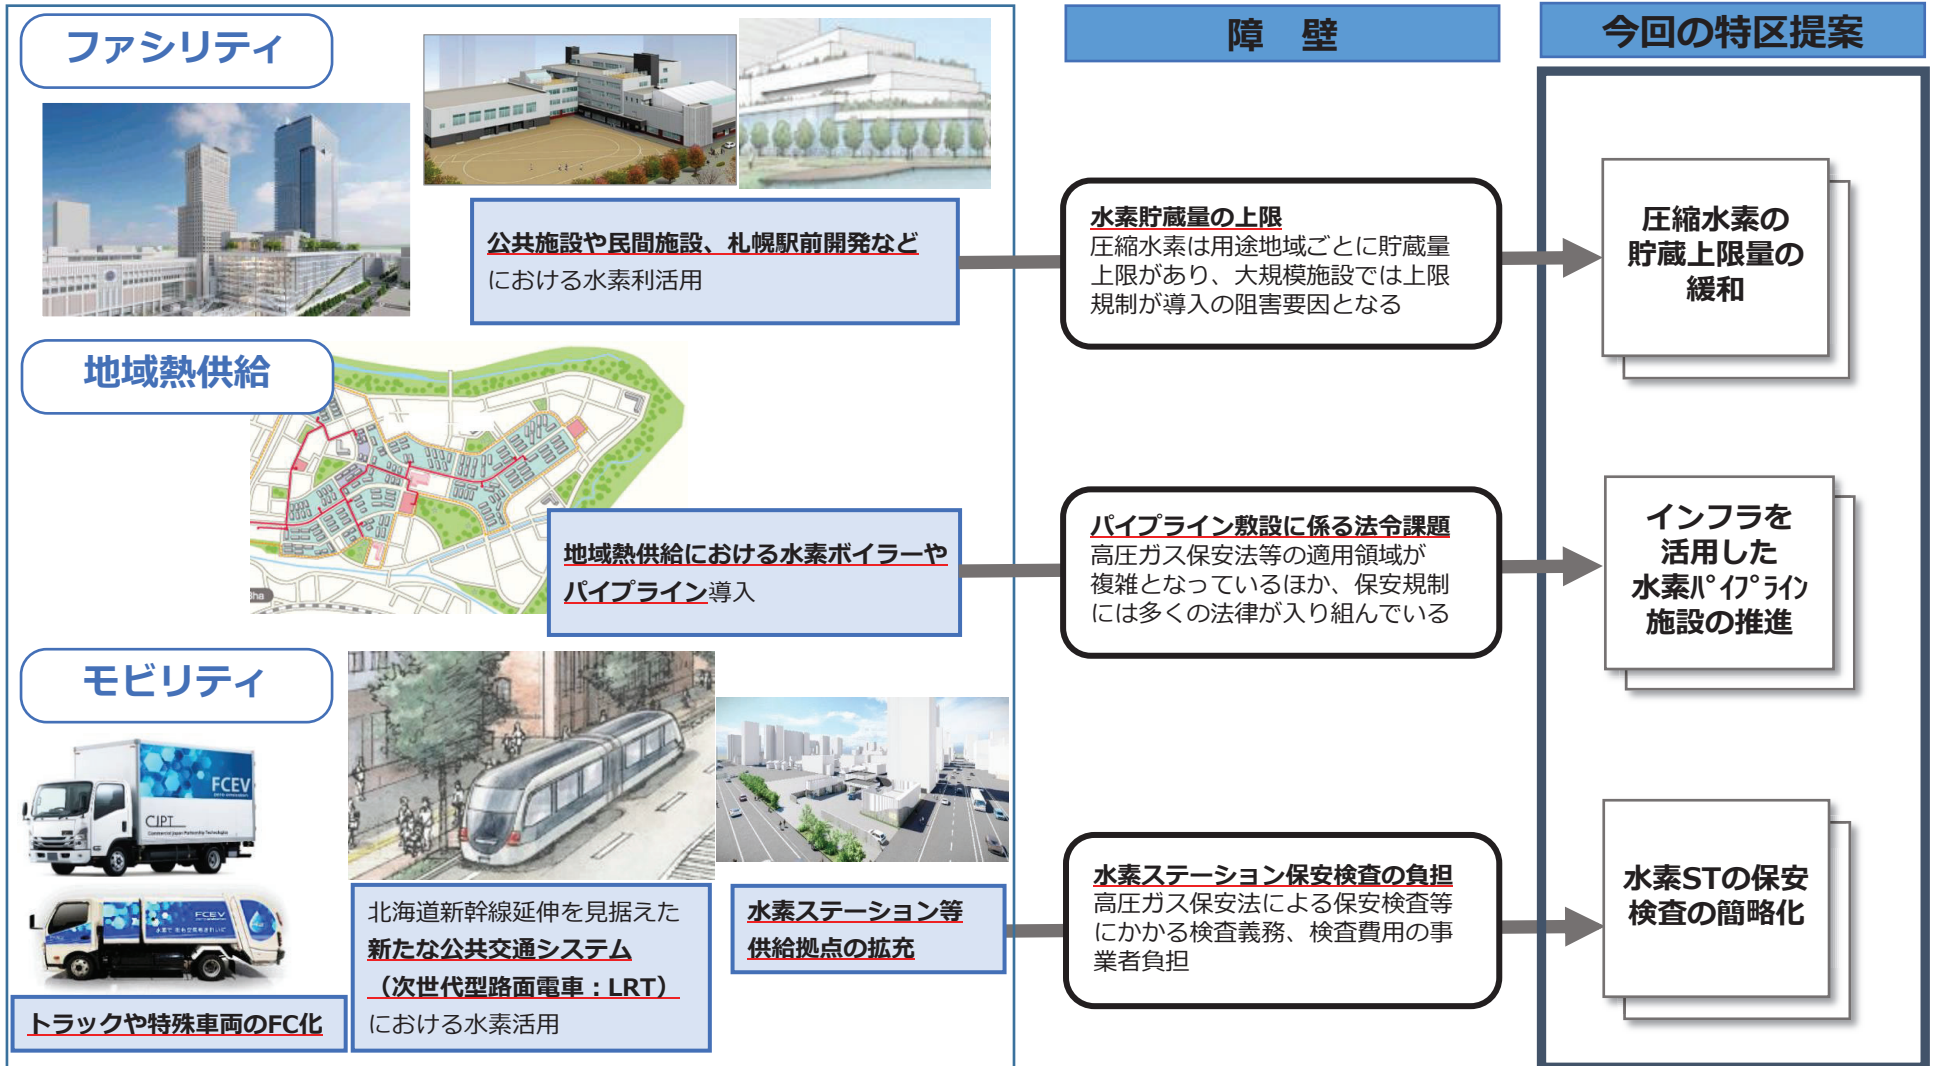 ファシリティ
公共施設や民間施設、札幌駅前開発など
における水素利活用
地域熱供給
地域熱供給における水素ボイラーや
パイプライン導入
モビリティ
FCEV
CJPT
Commercial Japan Partnership Technologies
FCEV
トラックや特殊車両のFC化
北海道新幹線延伸を見据えた
新たな公共交通システム
（次世代型路面電車：LRT）
における水素活用
水素ステーション等
供給拠点の拡充
障　壁
水素貯蔵量の上限
圧縮水素は用途地域ごとに貯蔵量
上限があり、大規模施設では上限
規制が導入の阻害要因となる
パイプライン敷設に係る法令課題
高圧ガス保安法等の適用領域が
複雑となっているほか、保安規制
には多くの法律が入り組んでいる
水素ステーション保安検査の負担
高圧ガス保安法による保安検査等
にかかる検査義務、検査費用の事
業者負担
今回の特区提案
圧縮水素の
貯蔵上限量の
緩和
インフラを
活用した
水素ﾊﾟｲﾌﾟﾗｲﾝ
施設の推進
水素STの保安
検査の簡略化